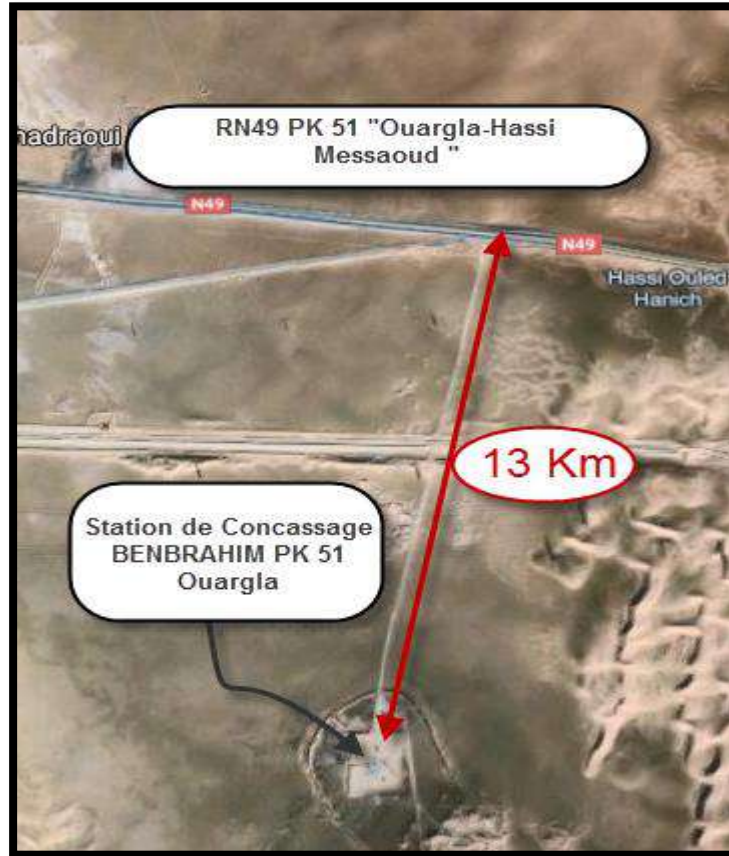 RN49 PK 51 "Ouargla-Hassi
Messaoud "
hadraoui
N49
N49
Hassi Ouled
Hanich
13 Km
Station de Concassage
BENBRAHIM PK 51
Ouargla